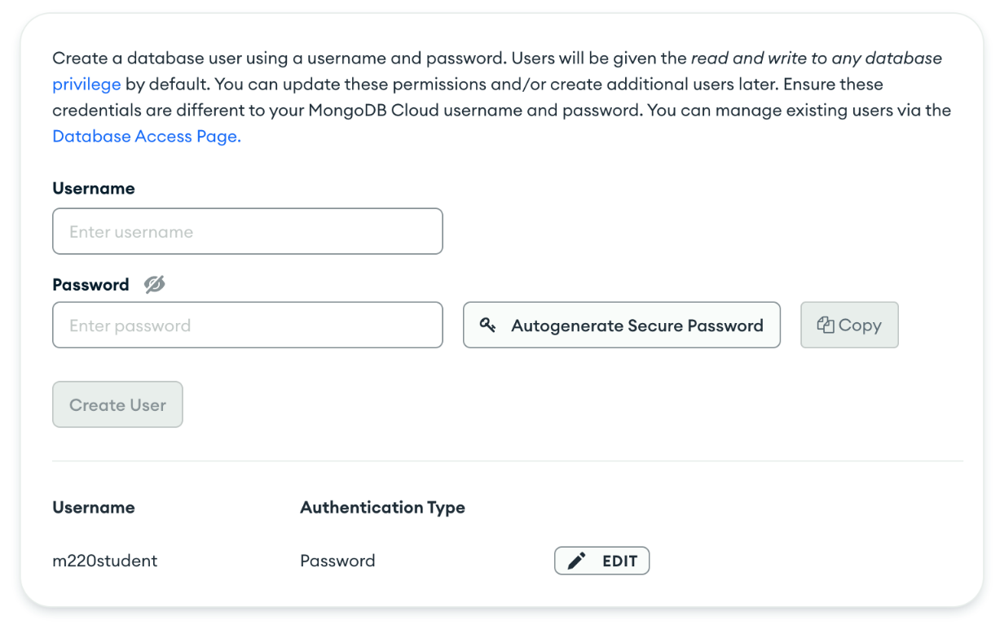 Create a database user using a username and password. Users will be given the read and write to any database
privilege by default. You can update these permissions and/or create additional users later. Ensure these
credentials are different to your MongoDB Cloud username and password. You can manage existing users via the
Database Access Page.
Username
Enter username
Password
Enter password
Autogenerate Secure Password
Copy
Create User
Username Authentication Type
m220student Password EDIT